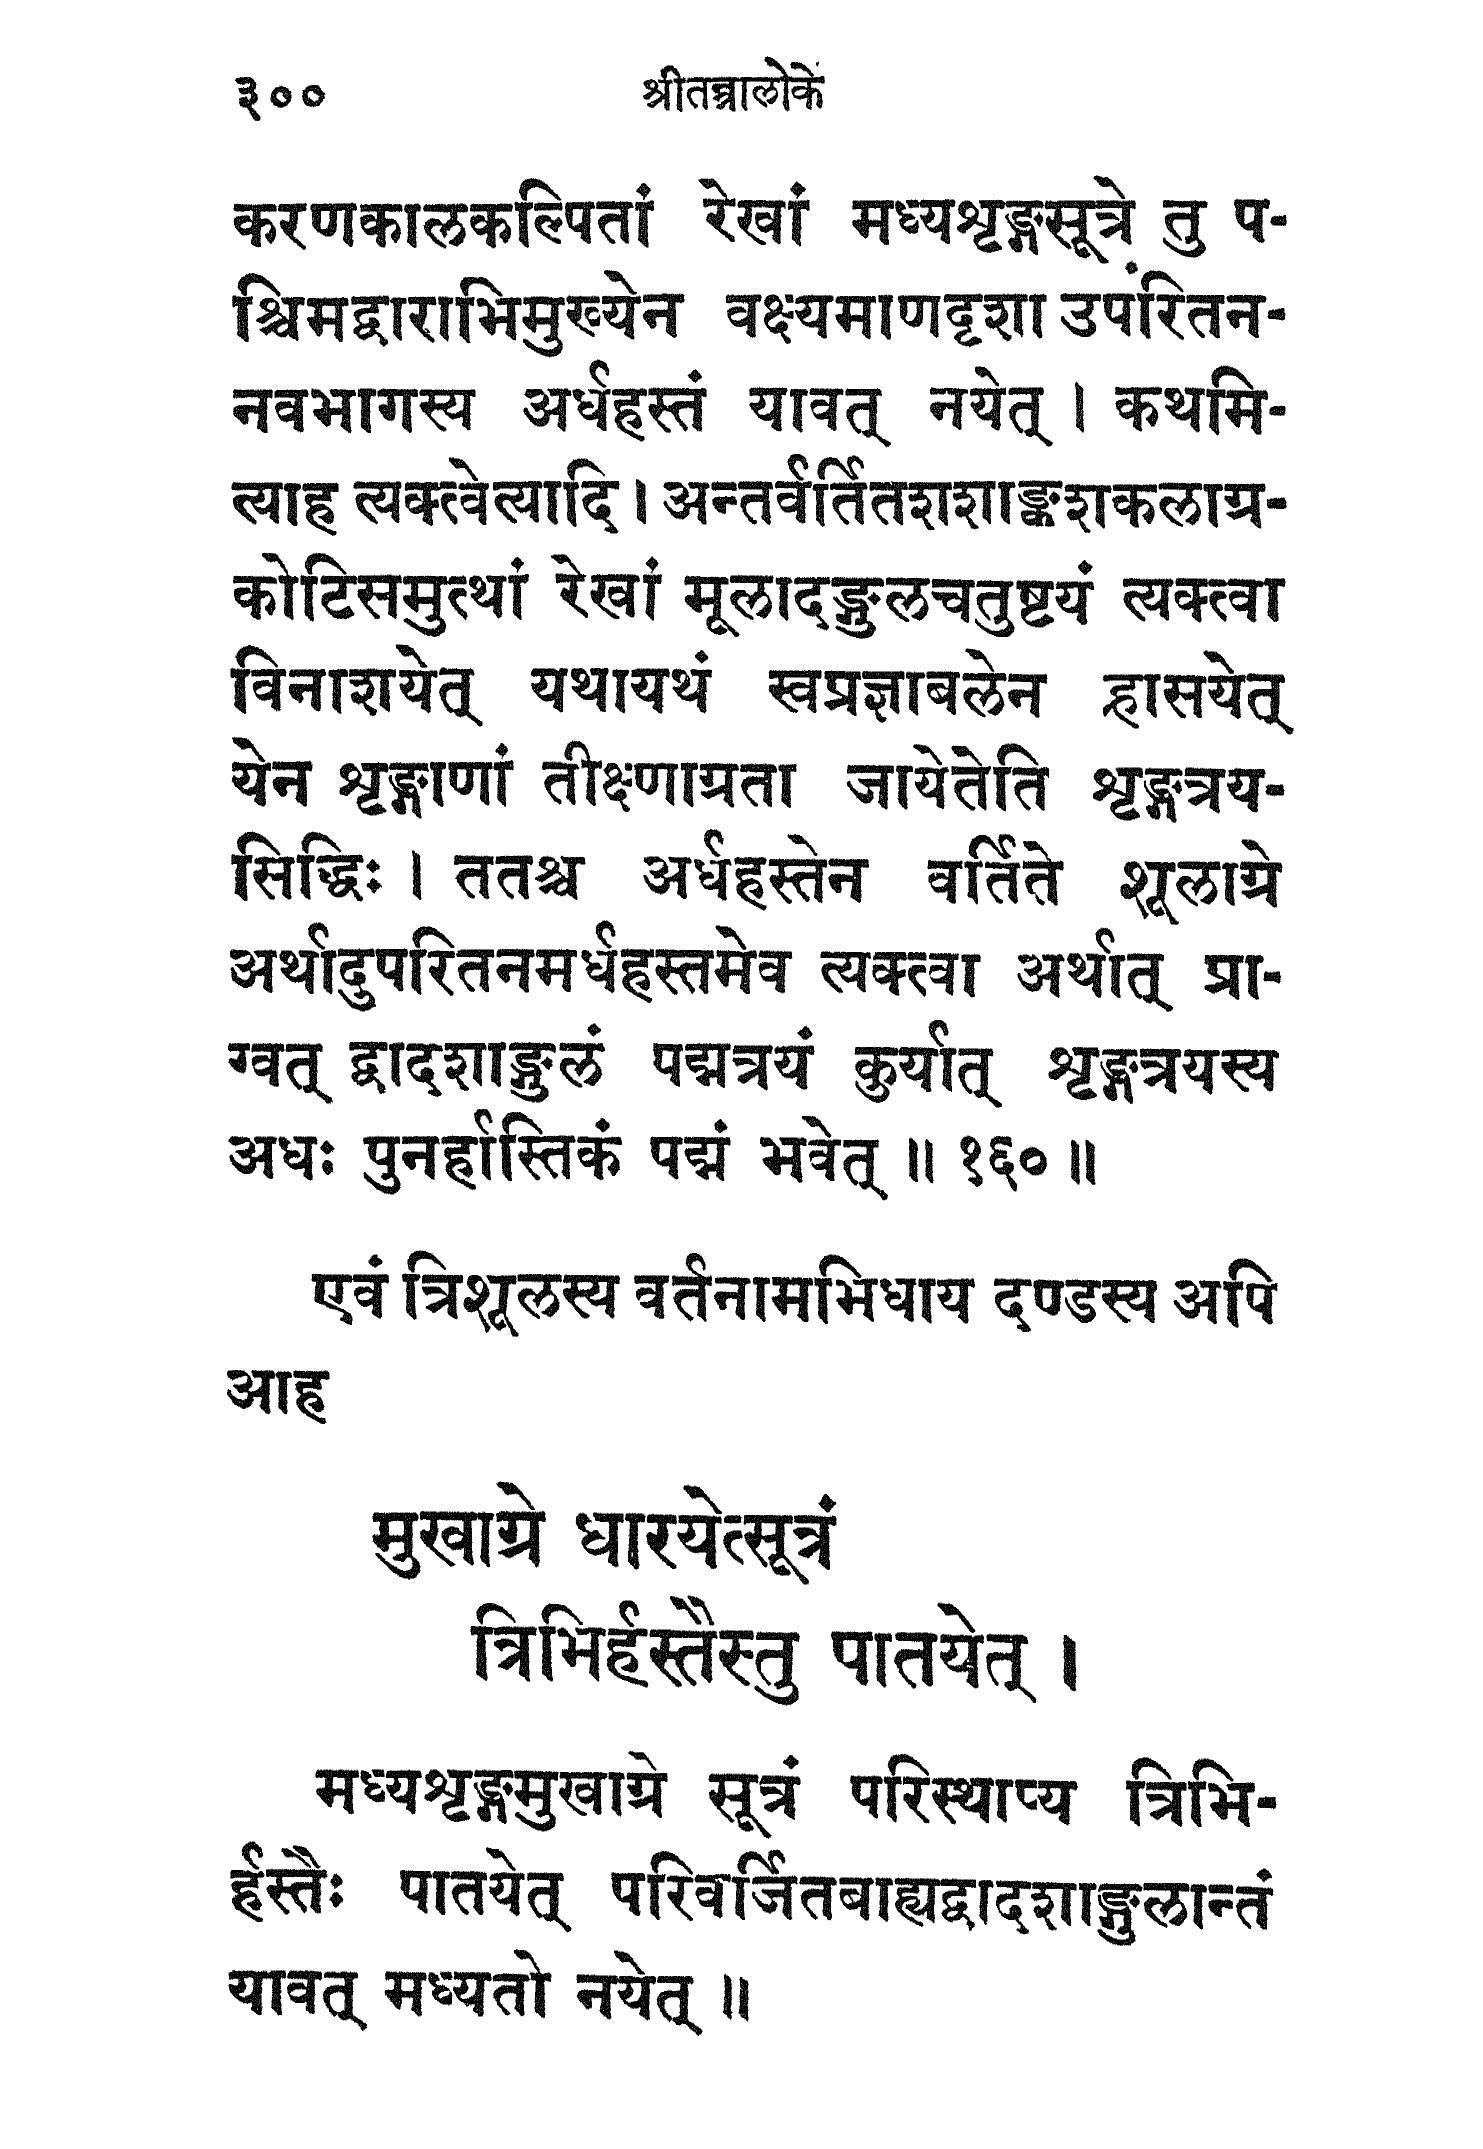 ३०० श्रीतन्त्रालोके
करणकालकल्पितां रेखां मध्यशृङ्गसूत्रे तु प-
श्चिमद्वाराभिमुख्येन वक्ष्यमाणदृशा उपरितन-
नवभागस्य अर्धहस्तं यावत् नयेत् । कथमि-
त्याह त्यक्त्वेत्यादि । अन्तर्वर्तितशशाङ्कशकलाग्र-
कोटिसमुत्थां रेखां मूलादङ्गुलचतुष्टयं त्यक्त्वा
विनाशयेत् यथायथं स्वप्रज्ञाबलेन ह्रासयेत्
येन शृङ्गाणां तीक्ष्णाग्रता जायेतेति शृङ्गत्रय-
सिद्धिः । ततश्च अर्धहस्तेन वर्तिते शूलाग्रे
अर्थादुपरितनमर्धहस्तमेव त्यक्त्वा अर्थात् प्रा-
ग्वत् द्वादशाङ्गुलं पद्मत्रयं कुर्यात् शृङ्गत्रयस्य
अधः पुनर्हास्तिकं पद्मं भवेत् ॥ १६० ॥
एवं त्रिशूलस्य वर्तनामभिधाय दण्डस्य अपि
आह
मुखाग्रे धारयेत्सूत्रं
त्रिभिर्हस्तैस्तु पातयेत् ।
मध्यशृङ्गमुखाग्रे सूत्रं परिस्थाप्य त्रिभि-
र्हस्तैः पातयेत् परिवर्जितबाह्यद्वादशाङ्गुलान्तं
यावत् मध्यतो नयेत् ॥